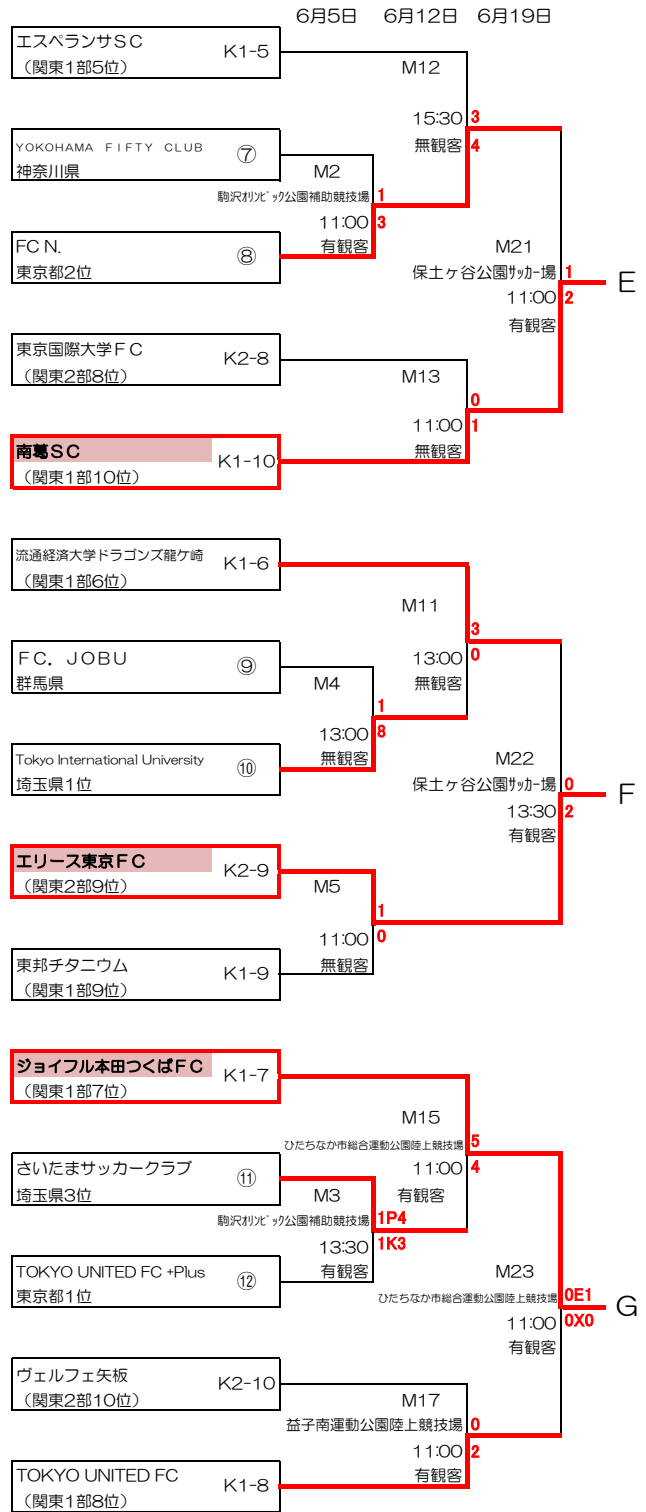 6月5日 6月12日 6月19日
エスペランサSC
（関東1部5位）
K1-5
M12
15:30
無観客
3
4
YOKOHAMA FIFTY CLUB
神奈川県
⑦
M2
駒沢ｵﾘﾝﾋﾟｯｸ公園補助競技場
11:00
有観客
1
3
FC N.
東京都2位
⑧
M21
保土ヶ谷公園ｻｯｶｰ場
11:00
有観客
1
2
E
東京国際大学FC
（関東2部8位）
K2-8
M13
11:00
無観客
0
1
南葛SC
（関東1部10位）
K1-10
流通経済大学ドラゴンズ龍ケ崎
（関東1部6位）
K1-6
M11
13:00
無観客
3
0
FC．JOBU
群馬県
⑨
M4
13:00
無観客
1
8
Tokyo International University
埼玉県1位
⑩
M22
保土ヶ谷公園ｻｯｶｰ場
13:30
有観客
0
2
F
エリース東京FC
（関東2部9位）
K2-9
M5
11:00
無観客
1
0
東邦チタニウム
（関東1部9位）
K1-9
ジョイフル本田つくばFC
（関東1部7位）
K1-7
M15
ひたちなか市総合運動公園陸上競技場
11:00
有観客
5
4
さいたまサッカークラブ
埼玉県3位
⑪
M3
駒沢ｵﾘﾝﾋﾟｯｸ公園補助競技場
13:30
有観客
1P4
1K3
TOKYO UNITED FC +Plus
東京都1位
⑫
M23
ひたちなか市総合運動公園陸上競技場
11:00
有観客
0E1
0X0
G
ヴェルフェ矢板
（関東2部10位）
K2-10
M17
益子南運動公園陸上競技場
11:00
有観客
0
2
TOKYO UNITED FC
（関東1部8位）
K1-8